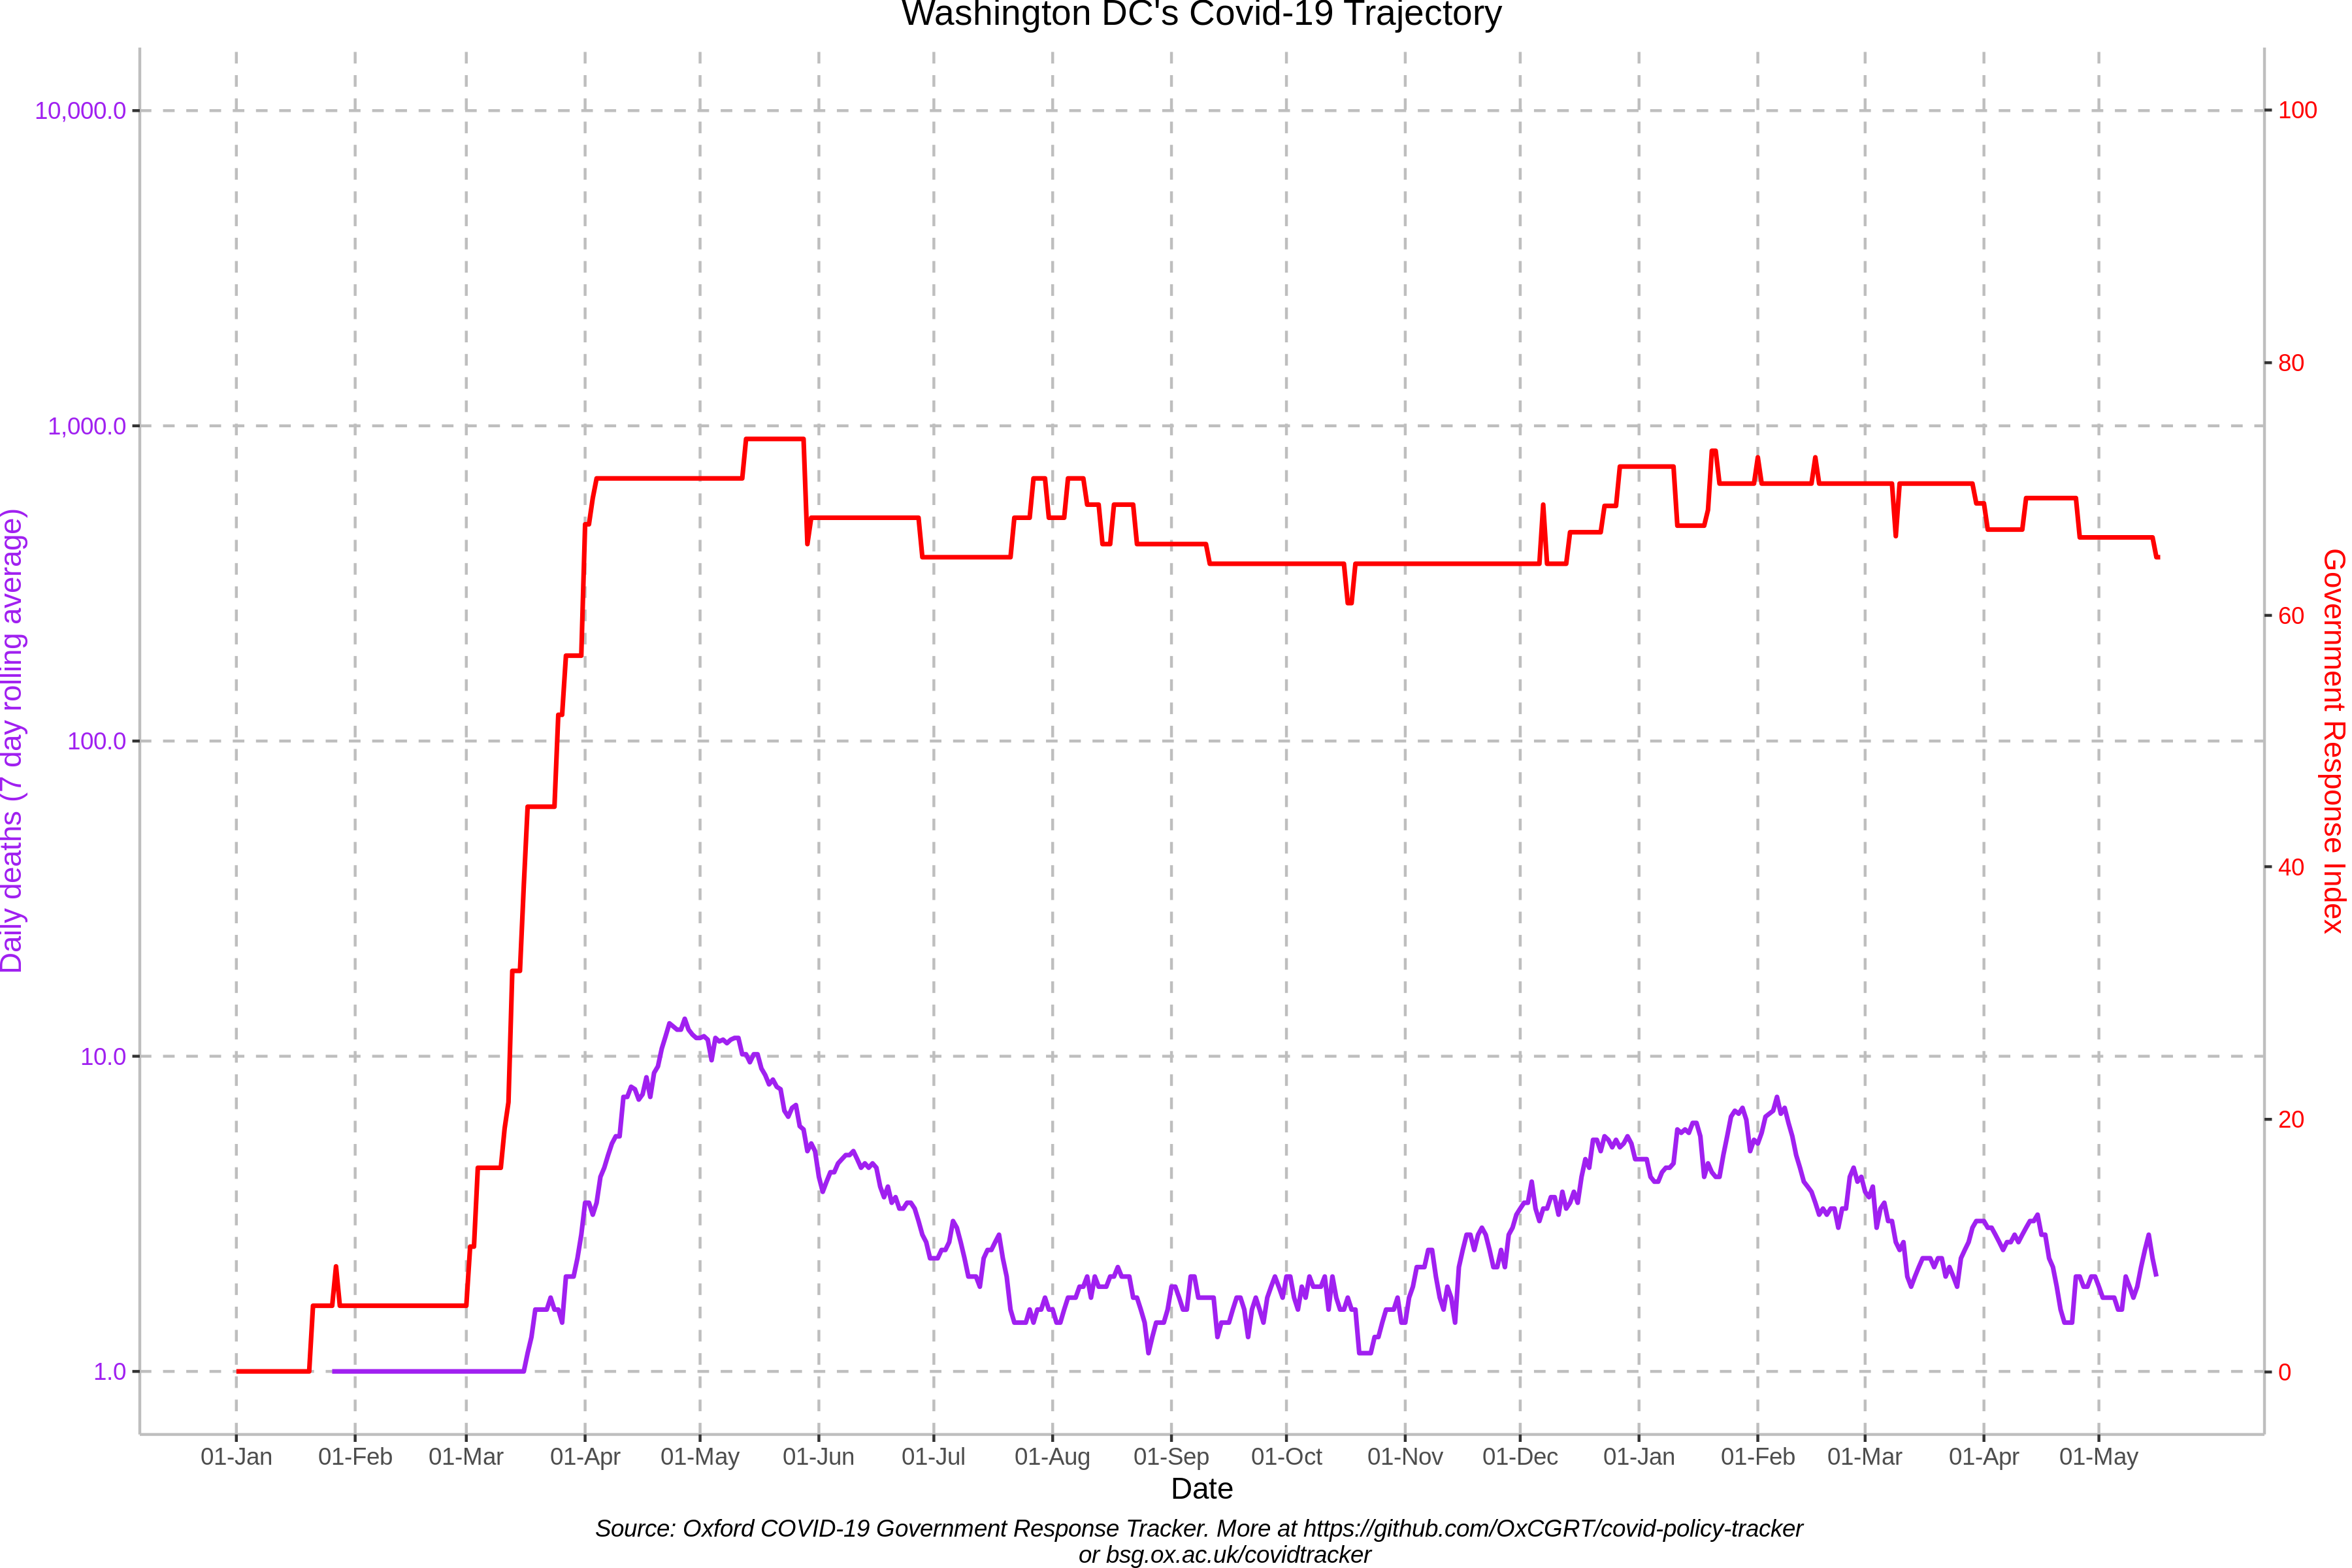 Washington DC's Covid-19 Trajectory
10,000.0
1,000.0
100.0
10.0
1.0
Daily deaths (7 day rolling average)
100
80
60
40
20
0
Government Response Index
01-Jan 01-Feb 01-Mar 01-Apr 01-May 01-Jun 01-Jul 01-Aug 01-Sep 01-Oct 01-Nov 01-Dec 01-Jan 01-Feb 01-Mar 01-Apr 01-May
Date
Source: Oxford COVID-19 Government Response Tracker. More at https://github.com/OxCGRT/covid-policy-tracker
or bsg.ox.ac.uk/covidtracker